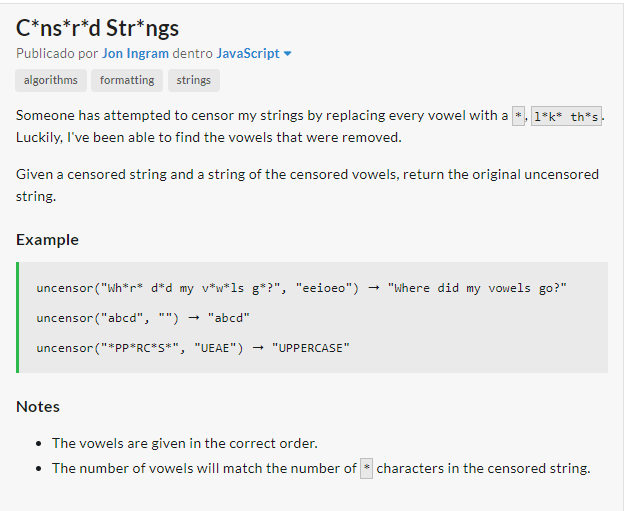 C*ns*r*d Str*ngs
Publicado por Jon Ingram dentro JavaScript
algorithms formatting strings
Someone has attempted to censor my strings by replacing every vowel with a *, l*k* th*s.
Luckily, I've been able to find the vowels that were removed.
Given a censored string and a string of the censored vowels, return the original uncensored
string.
Example
uncensor("Wh*r* d*d my v*w*ls g*?", "eeioeo") → "Where did my vowels go?"
uncensor("abcd", "") → "abcd"
uncensor("*PP*RC*S*", "UEAE") → "UPPERCASE"
Notes
• The vowels are given in the correct order.
• The number of vowels will match the number of * characters in the censored string.